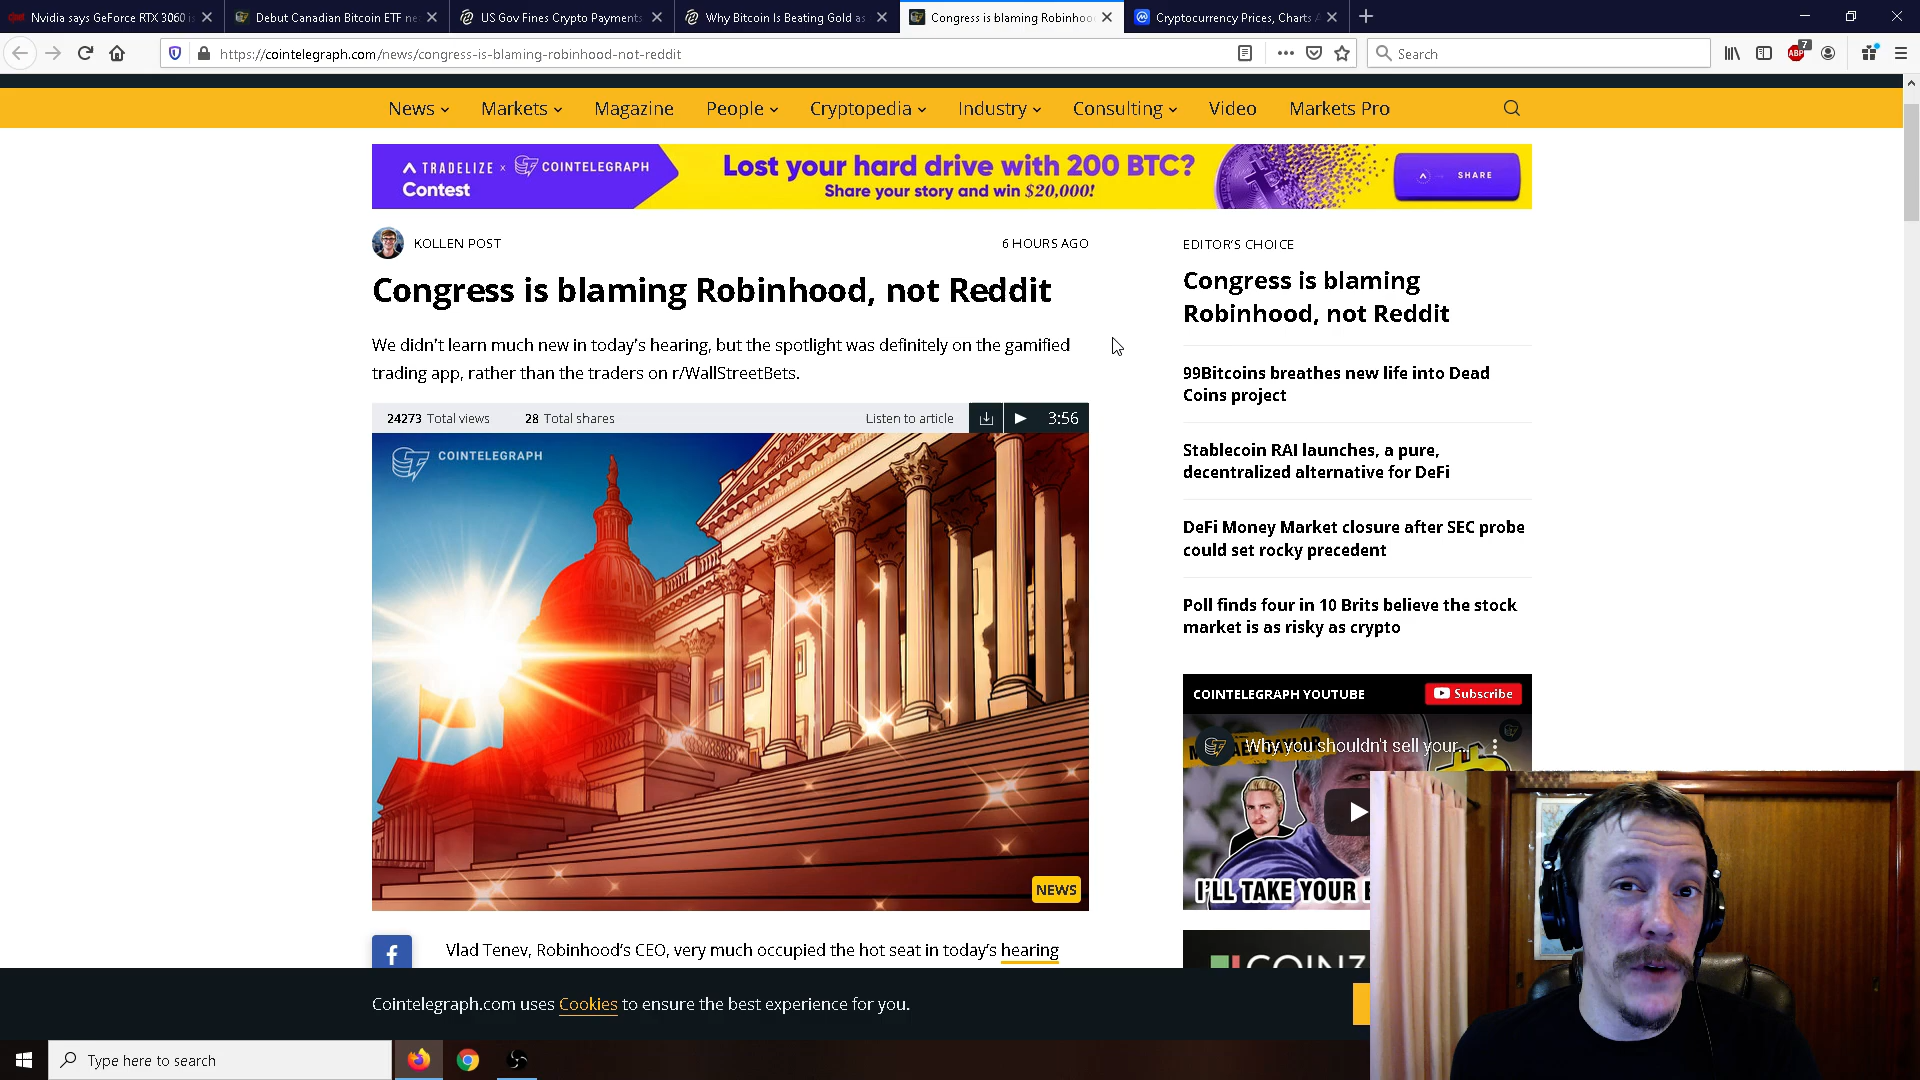 Nvidia says GeForce RTX 3060 is
Debut Canadian Bitcoin ETF ne
US Gov Fines Crypto Payments
Why Bitcoin Is Beating Gold as
Congress is blaming Robinhoo
Cryptocurrency Prices, Charts
https://cointelegraph.com/news/congress-is-blaming-robinhood-not-reddit
Search
ABP
7
News
Markets
Magazine
People
Cryptopedia
Industry
Consulting
Video
Markets Pro
TRADELIZE x COINTELEGRAPH
Contest
Lost your hard drive with 200 BTC?
Share your story and win $20,000!
SHARE
KOLLEN POST
6 HOURS AGO
Congress is blaming Robinhood, not Reddit
We didn't learn much new in today's hearing, but the spotlight was definitely on the gamified
trading app, rather than the traders on r/WallStreetBets.
24273 Total views
28 Total shares
Listen to article
3:56
COINTELEGRAPH
NEWS
f
Vlad Tenev, Robinhood's CEO, very much occupied the hot seat in today's hearing
EDITOR'S CHOICE
Congress is blaming
Robinhood, not Reddit
99Bitcoins breathes new life into Dead
Coins project
Stablecoin RAI launches, a pure,
decentralized alternative for DeFi
DeFi Money Market closure after SEC probe
could set rocky precedent
Poll finds four in 10 Brits believe the stock
market is as risky as crypto
COINTELEGRAPH YOUTUBE
Subscribe
Why you shouldn't sell your...
I'LL TAKE YOUR
Cointelegraph.com uses Cookies to ensure the best experience for you.
Type here to search